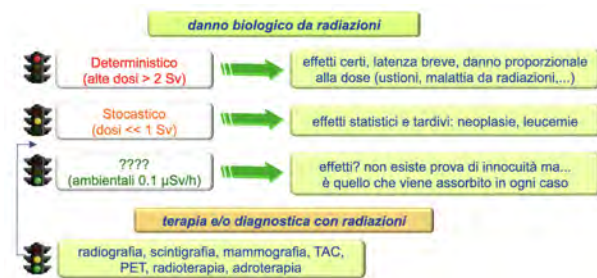 danno biologico da radiazioni
Deterministico
(alte dosi > 2 Sv)
effetti certi, latenza breve, danno proporzionale
alla dose (ustioni, malattia da radiazioni,...)
Stocastico
(dosi << 1 Sv)
effetti statistici e tardivi: neoplasie, leucemie
????
(ambientali 0.1 µSv/h)
effetti? non esiste prova di innocuità ma...
è quello che viene assorbito in ogni caso
terapia e/o diagnostica con radiazioni
radiografia, scintigrafia, mammografia, TAC,
PET, radioterapia, adroterapia